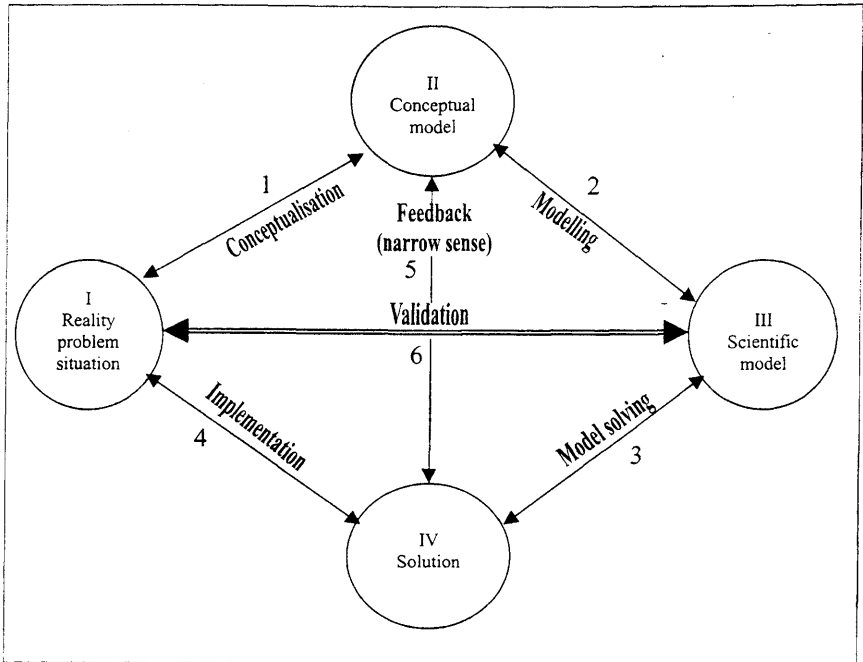 II
Conceptual
model
1
Conceptualisation
2
Modelling
Feedback
(narrow sense)
5
I
Reality
problem
situation
Validation
6
III
Scientific
model
Implementation
4
Model solving
3
IV
Solution